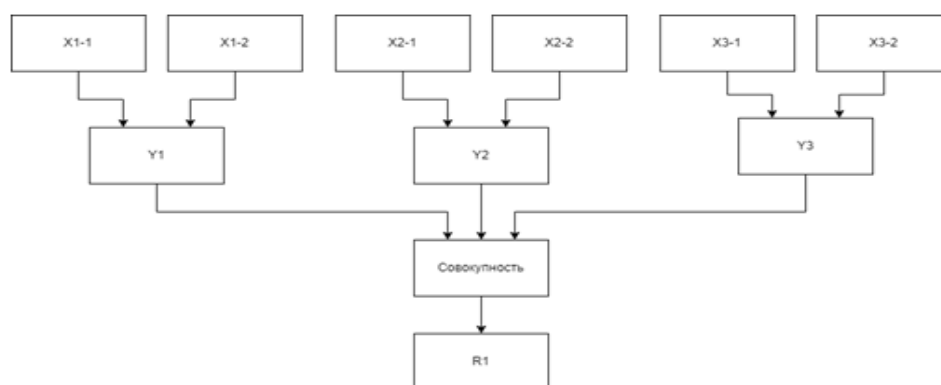 X1-1
X1-2
X2-1
X2-2
X3-1
X3-2
Y1
Y2
Y3
Совокупность
R1